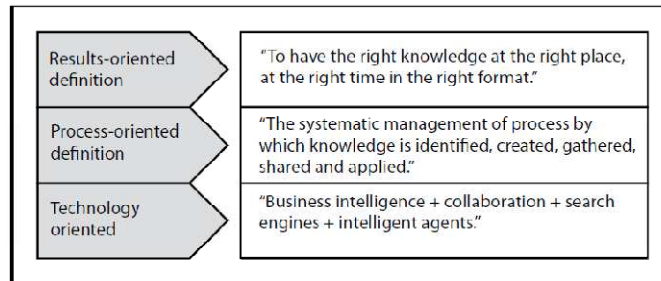 Results-oriented
definition
"To have the right knowledge at the right place,
at the right time in the right format."
Process-oriented
definition
"The systematic management of process by
which knowledge is identified, created, gathered,
shared and applied."
Technology
oriented
"Business intelligence + collaboration + search
engines + intelligent agents."